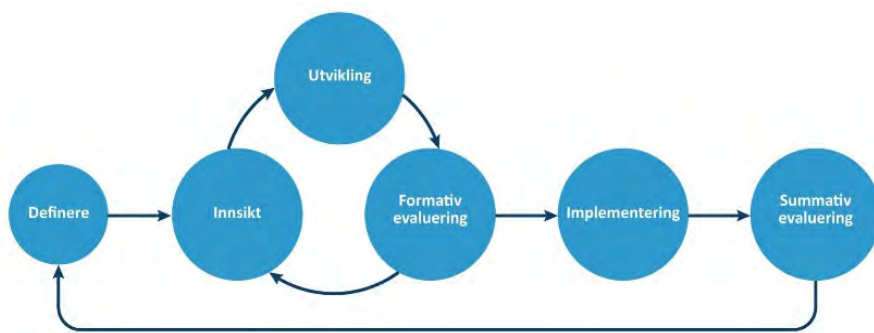 Utvikling
Definere
Innsikt
Formativ
evaluering
Implementering
Summativ
evaluering